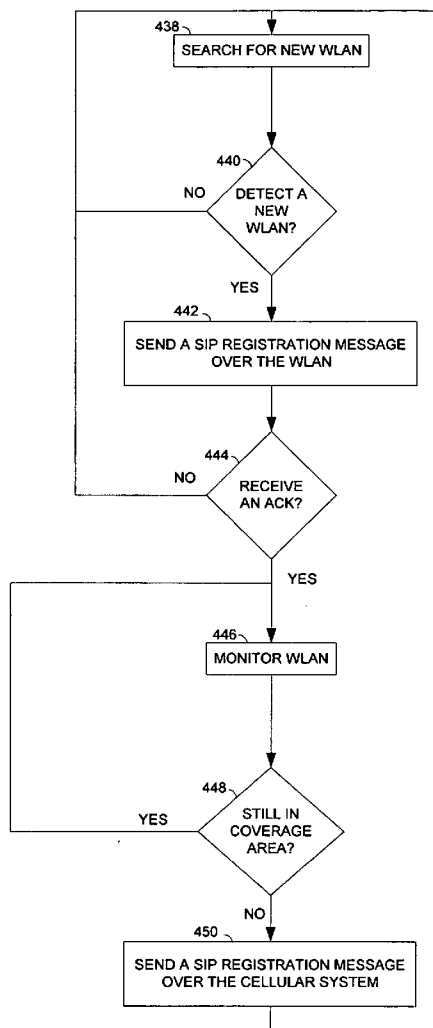 438
SEARCH FOR NEW WLAN
440
DETECT A
NEW
WLAN?
NO
YES
442
SEND A SIP REGISTRATION MESSAGE
OVER THE WLAN
444
RECEIVE
AN ACK?
NO
YES
446
MONITOR WLAN
448
STILL IN
COVERAGE
AREA?
YES
NO
450
SEND A SIP REGISTRATION MESSAGE
OVER THE CELLULAR SYSTEM